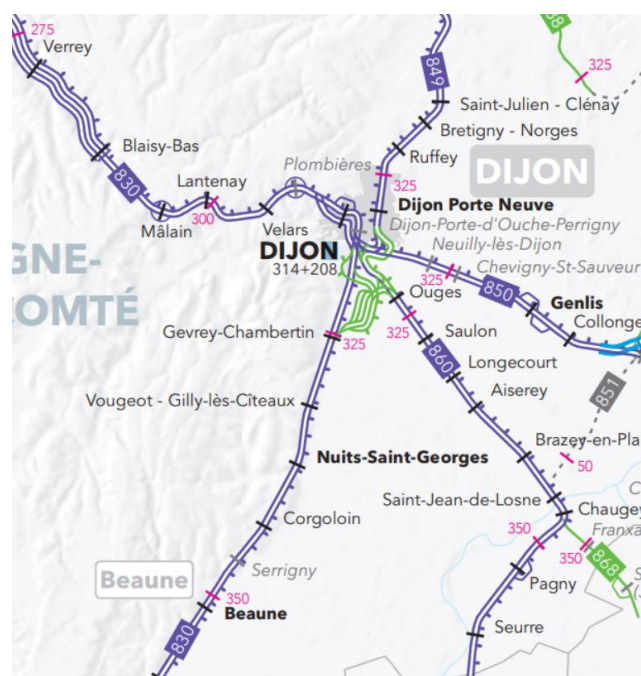 275
Verrey
849
88
325
Saint-Julien - Clénay
Bretigny - Norges
Blaisy-Bas
Ruffey
Plombières
DIJON
830
Lantenay
325
300
Dijon Porte Neuve
Mâlain
Velars
Dijon-Porte-d'Ouche-Perrigny
DIJON
Neuilly-lès-Dijon
314+208
Chevigny-St-Sauveur
GNE-
COMTÉ
325
850
Genlis
Ouges
325
Collonge
Gevrey-Chambertin
325
Saulon
860
Longecourt
851
Aiserey
Vougeot - Gilly-lès-Cîteaux
Brazey-en-Pla
Nuits-Saint-Georges
50
Saint-Jean-de-Losne
C
Chaugey
Corgoloin
350
Franxa
350
868
Serrigny
Beaune
Pagny
S
350
Beaune
Seurre
830